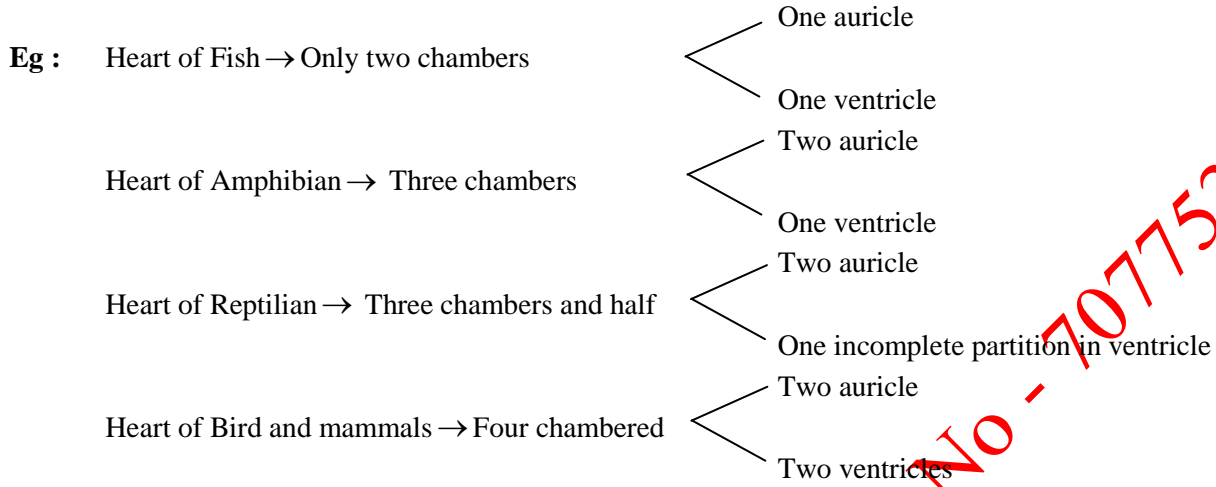 One auricle
Eg : Heart of Fish → Only two chambers
One ventricle
Two auricle
Heart of Amphibian → Three chambers
One ventricle
Two auricle
Heart of Reptilian → Three chambers and half
One incomplete partition in ventricle
Two auricle
Heart of Bird and mammals → Four chambered
Two ventricles
No - 70775